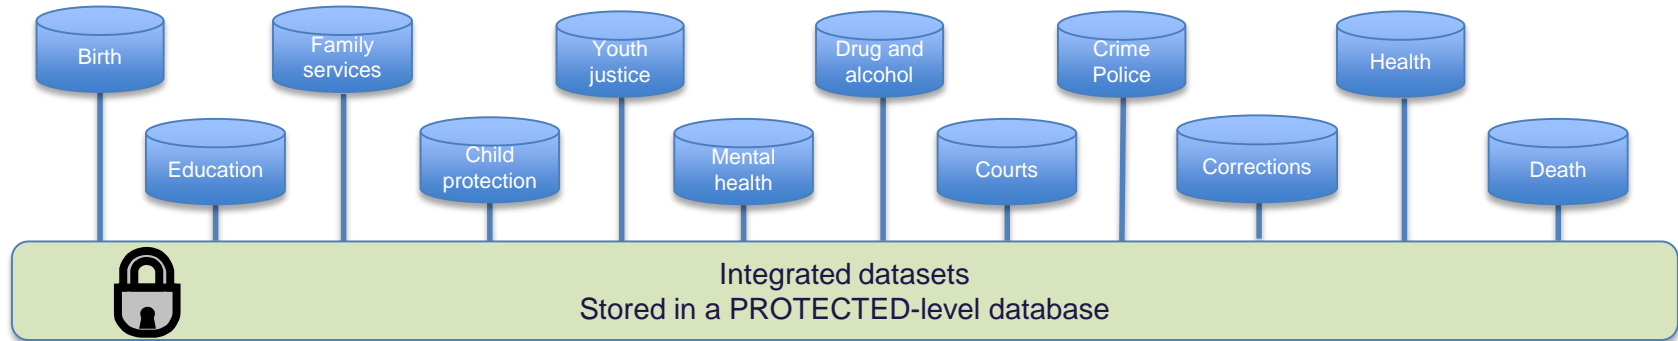 Birth
Family
services
Youth
justice
Drug and
alcohol
Crime
Police
Health
Education
Child
protection
Mental
health
Courts
Corrections
Death
Integrated datasets
Stored in a PROTECTED-level database